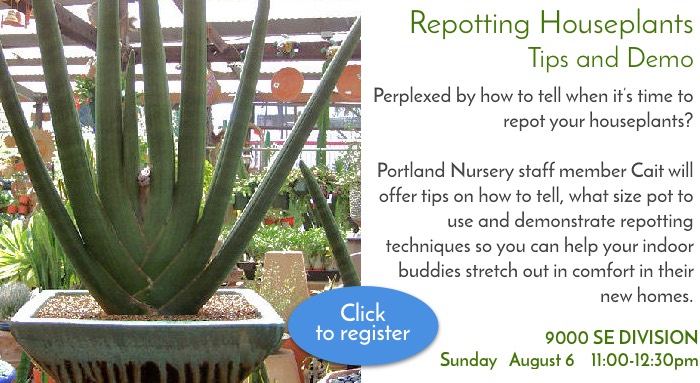 Repotting Houseplants
Tips and Demo
Perplexed by how to tell when it's time to
repot your houseplants?
Portland Nursery staff member Cait will
offer tips on how to tell, what size pot to
use and demonstrate repotting
techniques so you can help your indoor
buddies stretch out in comfort in their
new homes.
Click
to register
9000 SE DIVISION
Sunday August 6 11:00-12:30pm